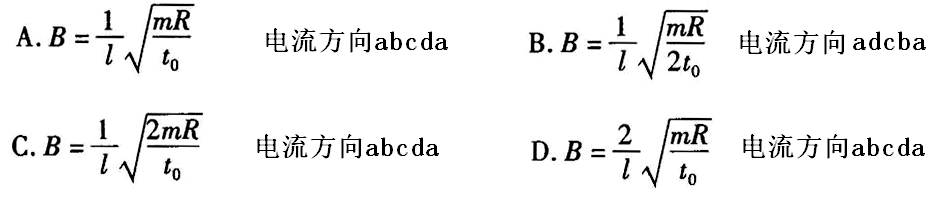 A. B = \frac{1}{l}\sqrt{\frac{mR}{t_0}} 电流方向abcda B. B = \frac{1}{l}\sqrt{\frac{mR}{2t_0}} 电流方向adcba
C. B = \frac{1}{l}\sqrt{\frac{2mR}{t_0}} 电流方向abcda D. B = \frac{2}{l}\sqrt{\frac{mR}{t_0}} 电流方向abcda